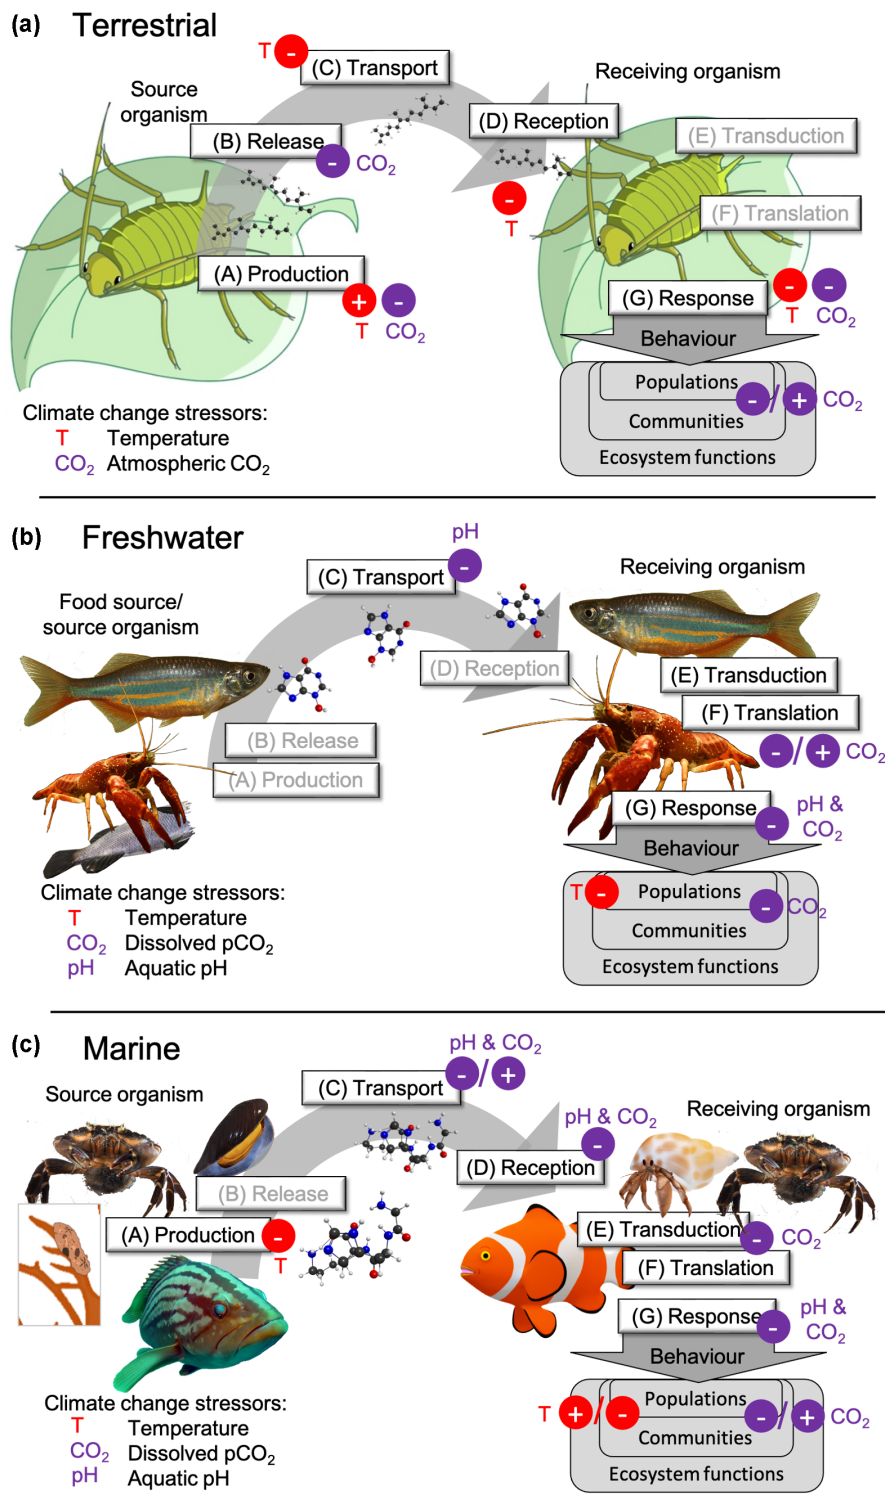 (a) Terrestrial
T -
(C) Transport
Receiving organism
Source
organism
(B) Release
- CO₂
(D) Reception
(E) Transduction
-
T
(F) Translation
(A) Production
+ -
T CO₂
(G) Response
- -
T CO₂
Behaviour
Populations
- / + CO₂
Communities
Ecosystem functions
Climate change stressors:
T Temperature
CO₂ Atmospheric CO₂
(b) Freshwater
pH
-
(C) Transport
Receiving organism
Food source/
source organism
(D) Reception
(E) Transduction
(F) Translation
- / + CO₂
(B) Release
(A) Production
(G) Response
- pH &
CO₂
Behaviour
T - Populations
- CO₂
Communities
Ecosystem functions
Climate change stressors:
T Temperature
CO₂ Dissolved pCO₂
pH Aquatic pH
(c) Marine
pH & CO₂
- / +
(C) Transport
Source organism
pH & CO₂
-
Receiving organism
(D) Reception
(B) Release
(A) Production -
T
(E) Transduction
- CO₂
(F) Translation
(G) Response
- pH &
CO₂
Behaviour
Populations
T + / -
- / + CO₂
Communities
Ecosystem functions
Climate change stressors:
T Temperature
CO₂ Dissolved pCO₂
pH Aquatic pH